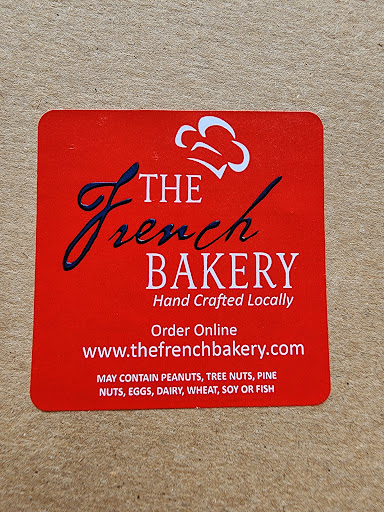 THE
French
BAKERY
Hand Crafted Locally
Order Online
www.thefrenchbakery.com
MAY CONTAIN PEANUTS, TREE NUTS, PINE
NUTS, EGGS, DAIRY, WHEAT, SOY OR FISH